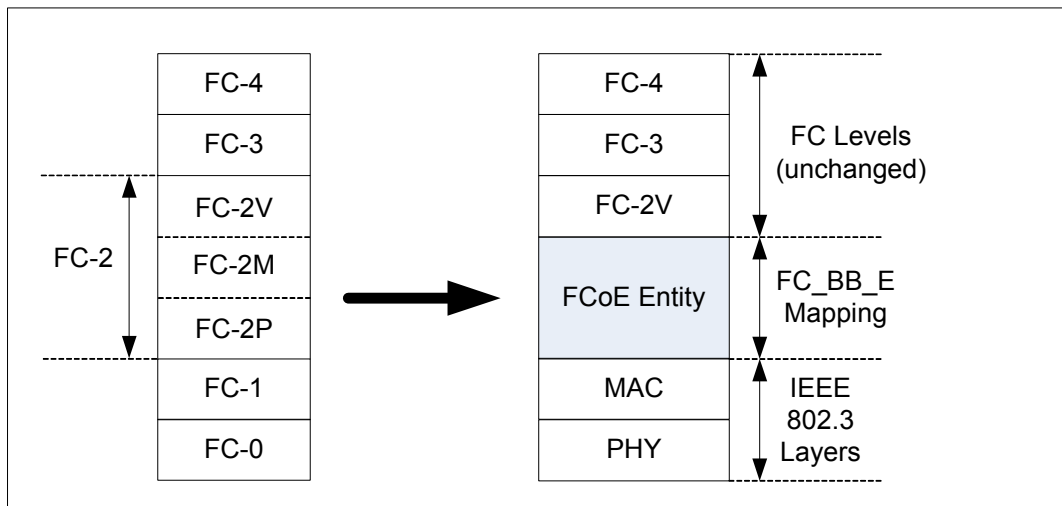 FC-4
FC-3
FC-2V
FC-2
FC-2M
FC-2P
FC-1
FC-0
FC-4
FC-3
FC-2V
FCoE Entity
MAC
PHY
FC Levels
(unchanged)
FC_BB_E
Mapping
IEEE
802.3
Layers